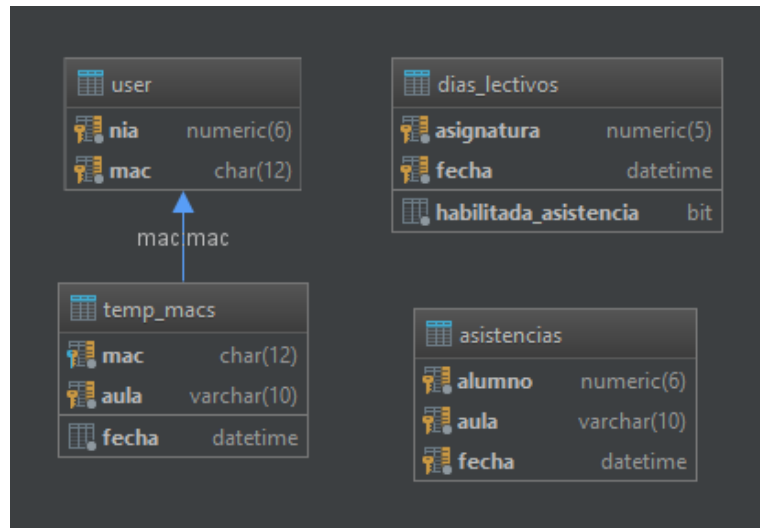 user
nia numeric(6)
mac char(12)
mac:mac
temp_macs
mac char(12)
aula varchar(10)
fecha datetime
dias_lectivos
asignatura numeric(5)
fecha datetime
habilitada_asistencia bit
asistencias
alumno numeric(6)
aula varchar(10)
fecha datetime